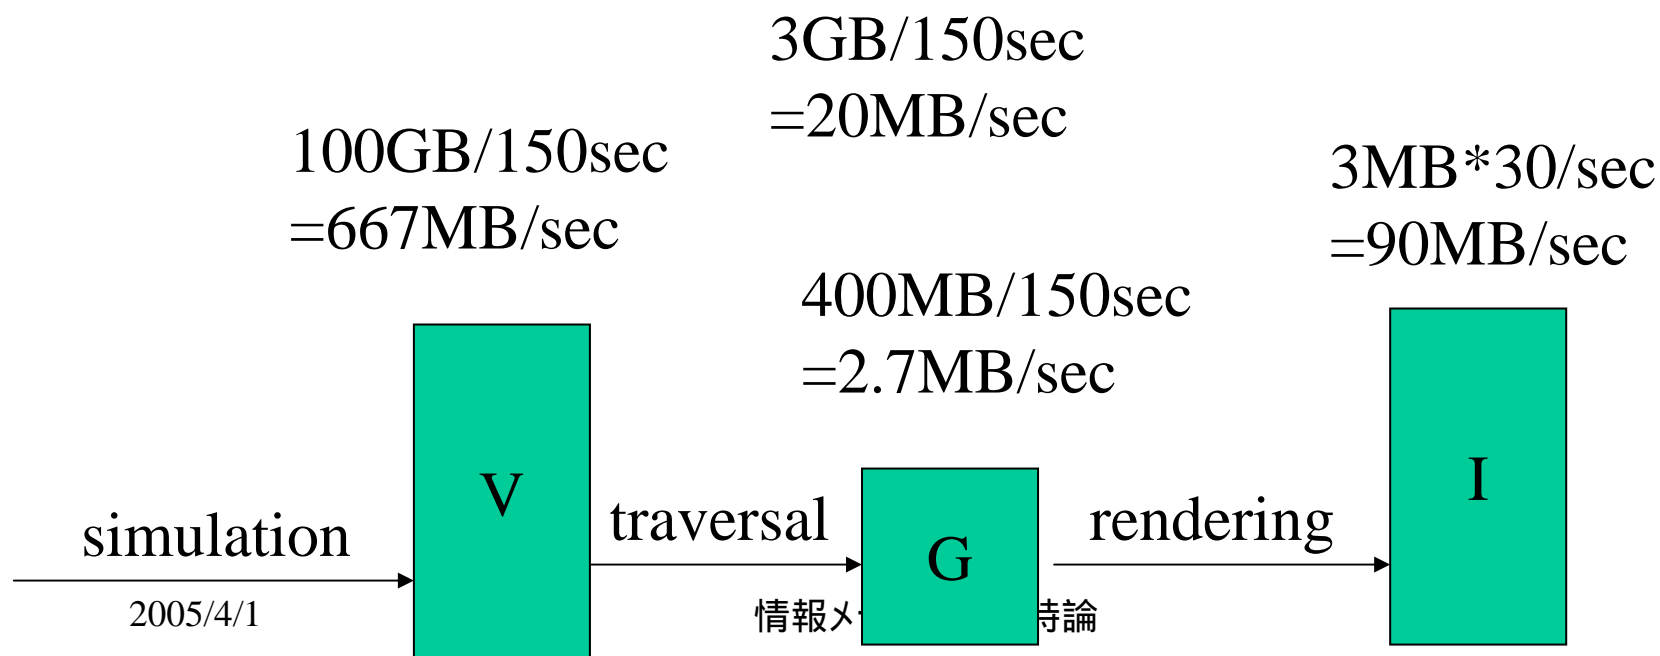 3GB/150sec
=20MB/sec
100GB/150sec
=667MB/sec
3MB*30/sec
=90MB/sec
400MB/150sec
=2.7MB/sec
simulation
V
traversal
G
rendering
I
2005/4/1
情報メ
特論